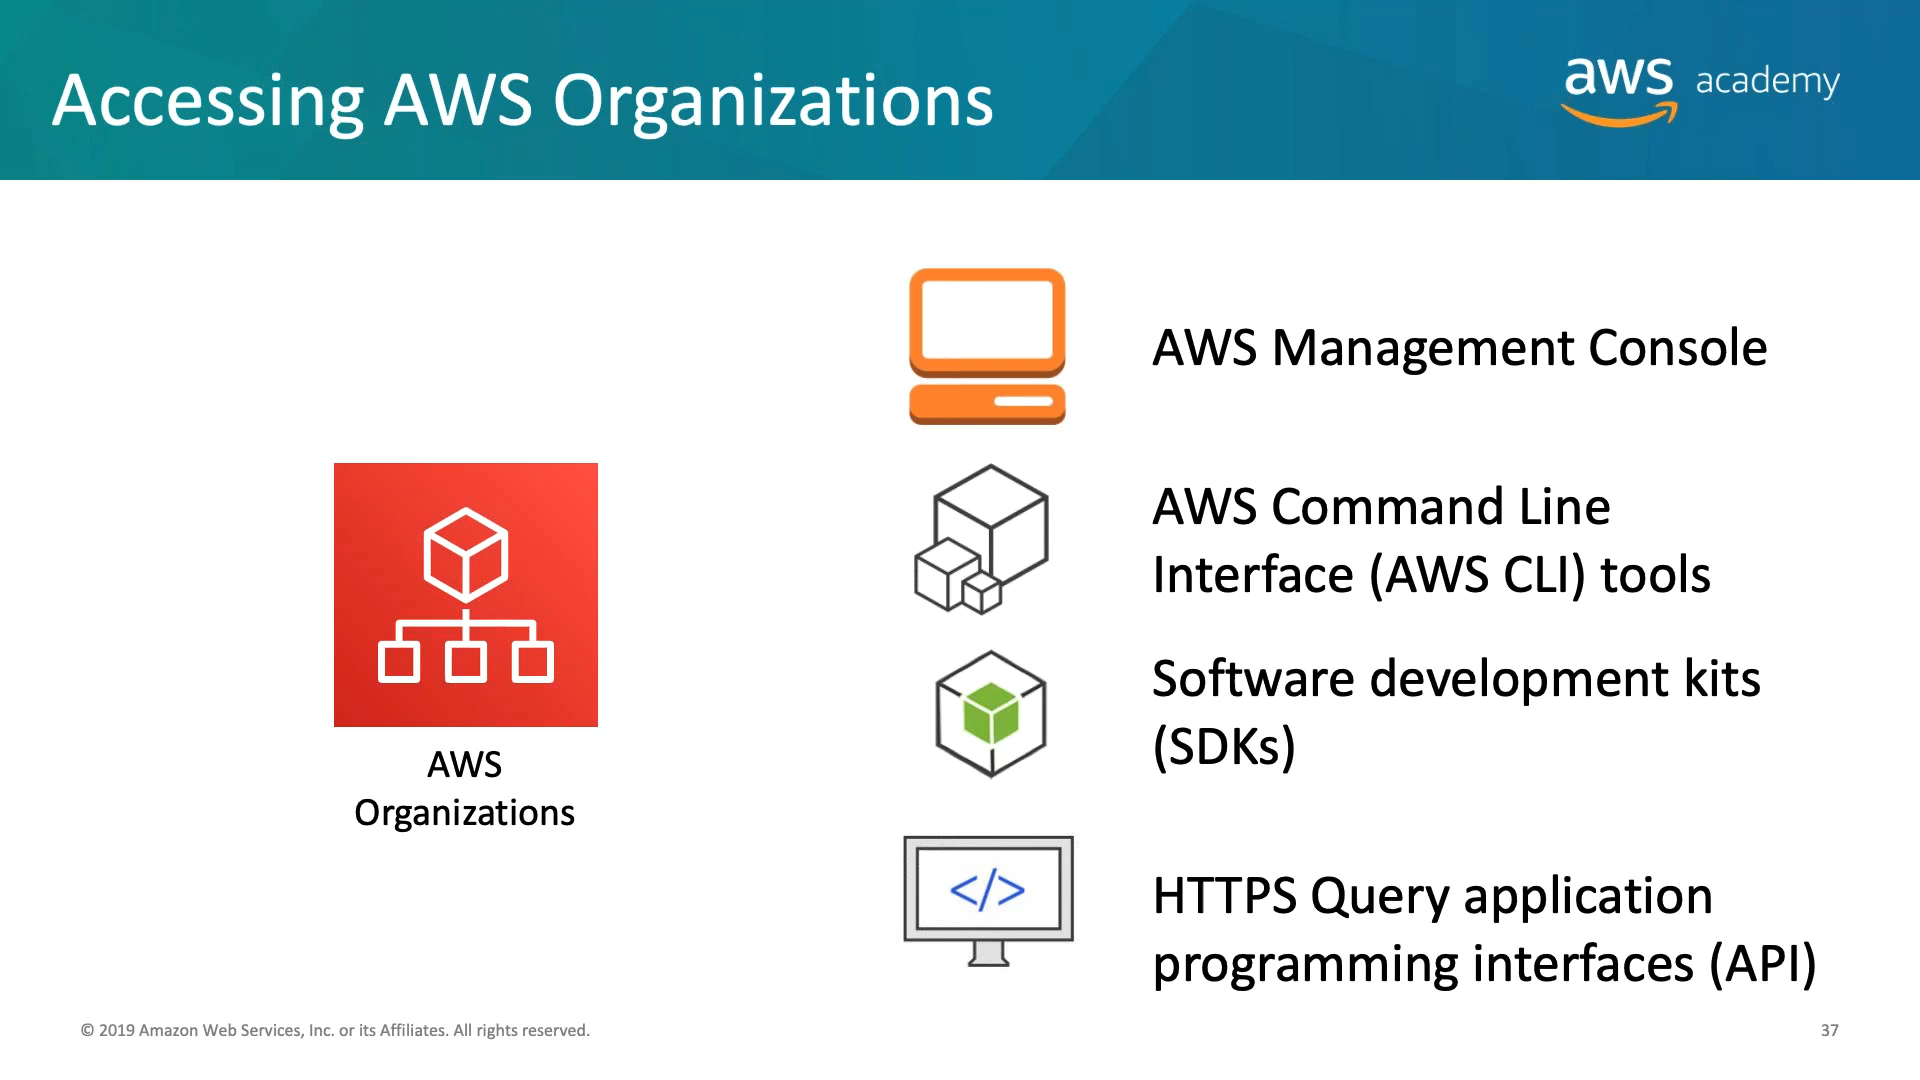 Accessing AWS Organizations
aws academy
AWS Management Console
AWS Command Line
Interface (AWS CLI) tools
Software development kits
(SDKs)
HTTPS Query application
programming interfaces (API)
AWS
Organizations
</>
© 2019 Amazon Web Services, Inc. or its Affiliates. All rights reserved.
37